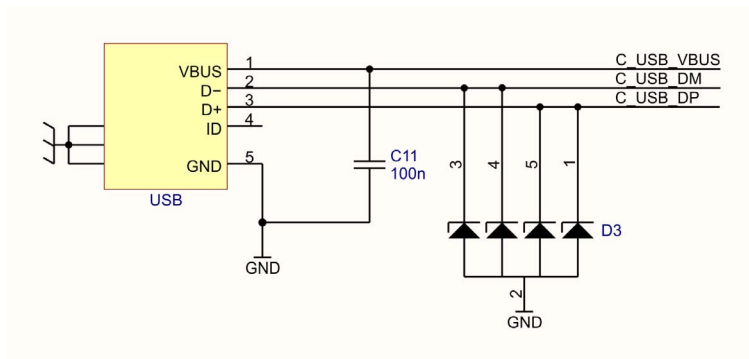 VBUS 1 C_USB_VBUS
D− 2 C_USB_DM
D+ 3 C_USB_DP
ID 4
GND 5
USB
C11
100n
3 4 5 1
D3
GND
2
GND